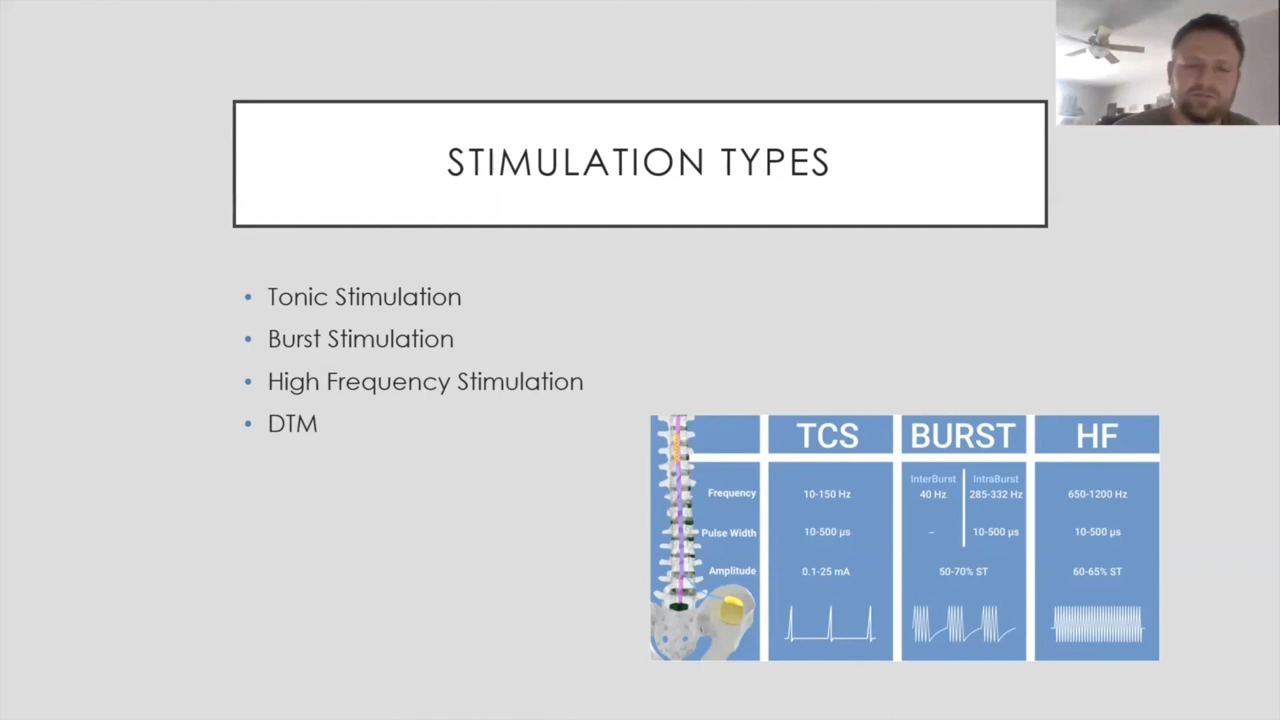 STIMULATION TYPES
• Tonic Stimulation
• Burst Stimulation
• High Frequency Stimulation
• DTM
TCS BURST HF
InterBurst IntraBurst
Frequency 10-150 Hz 40 Hz 285-332 Hz 650-1200 Hz
Pulse Width 10-500 µs – 10-500 µs 10-500 µs
Amplitude 0.1-25 mA 50-70% ST 60-65% ST